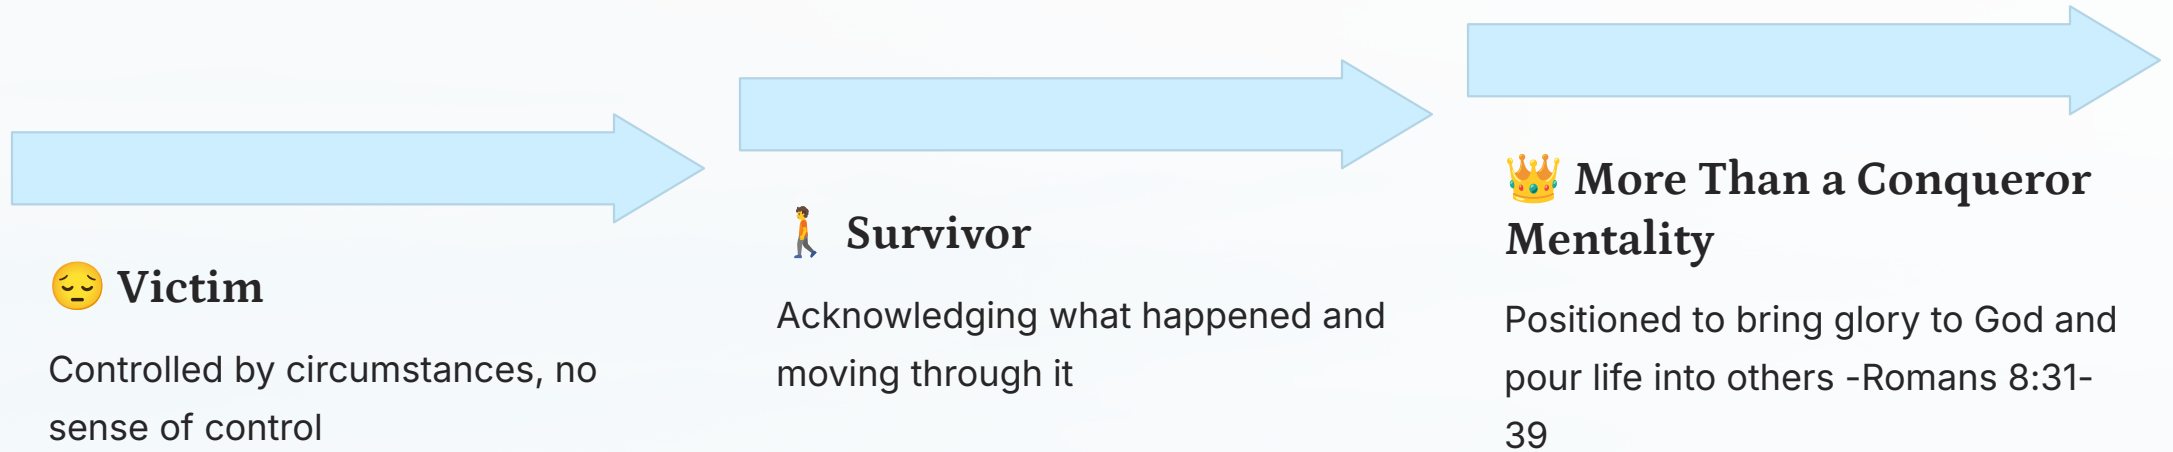 😔 Victim
Controlled by circumstances, no
sense of control
🚶 Survivor
Acknowledging what happened and
moving through it
👑 More Than a Conqueror
Mentality
Positioned to bring glory to God and
pour life into others -Romans 8:31-
39